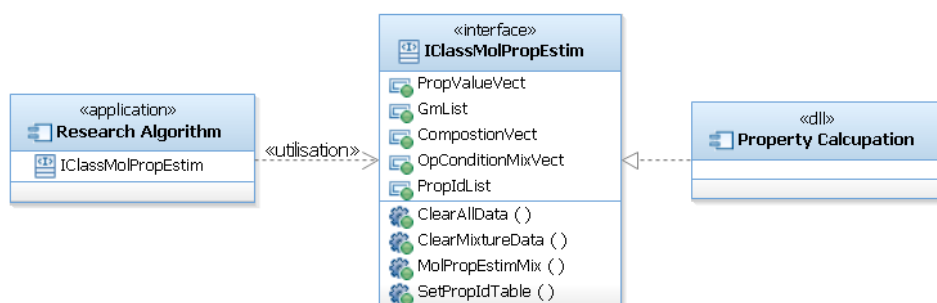 «application»
Research Algorithm
IClassMolPropEstim
«utilisation»
«interface»
IClassMolPropEstim
PropValueVect
GmList
CompostionVect
OpConditionMixVect
PropIdList
ClearAllData ( )
ClearMixtureData ( )
MolPropEstimMix ( )
SetPropIdTable ( )
«dll»
Property Calcupation